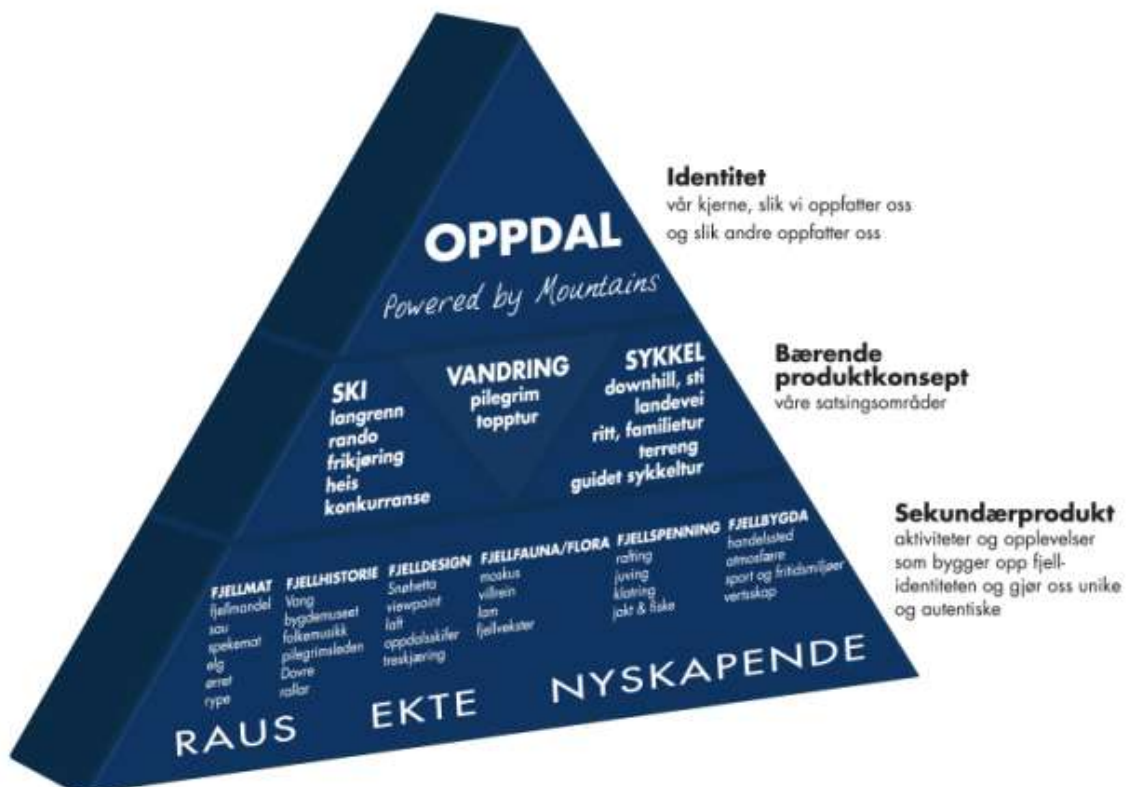 OPPDAL
Powered by Mountains
Identitet
vår kjerne, slik vi oppfatter oss
og slik andre oppfatter oss
SKI
langrenn
rando
frikjøring
heis
konkurranse
VANDRING
pilegrim
topptur
SYKKEL
downhill, sti
landevei
ritt, familietur
terreng
guidet sykkeltur
Bærende
produktkonsept
våre satsingsområder
FJELLMAT
fjellmandel
sau
spekemat
elg
ørret
rype
FJELLHISTORIE
Vang
bygdemuseet
folkemusikk
pilegrimsleden
Dovre
rallar
FJELLDESIGN
Snøhetta
viewpoint
laft
oppdalsskifer
treskjæring
FJELLFAUNA/FLORA
moskus
villrein
lam
fjellvekster
FJELLSPENNING
rafting
juving
klatring
jakt & fiske
FJELLBYGDA
handelssted
atmosfære
sport og fritidsmiljøer
vertsskap
Sekundærprodukt
aktiviteter og opplevelser
som bygger opp fjell-
identiteten og gjør oss unike
og autentiske
RAUS
EKTE
NYSKAPENDE